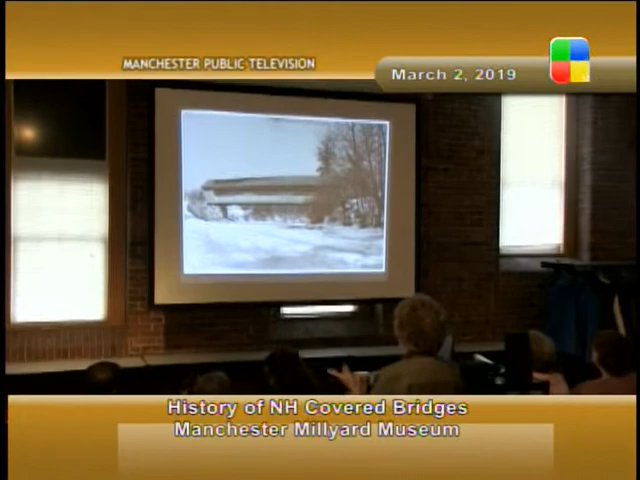 MANCHESTER PUBLIC TELEVISION
March 2, 2019
History of NH Covered Bridges
Manchester Millyard Museum